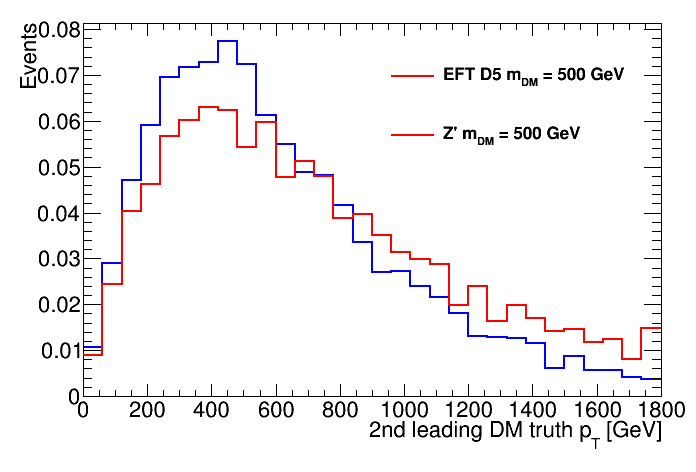 Events
0.08
0.07
0.06
0.05
0.04
0.03
0.02
0.01
0
EFT D5 m_DM = 500 GeV
Z' m_DM = 500 GeV
0 200 400 600 800 1000 1200 1400 1600 1800
2nd leading DM truth p_T [GeV]